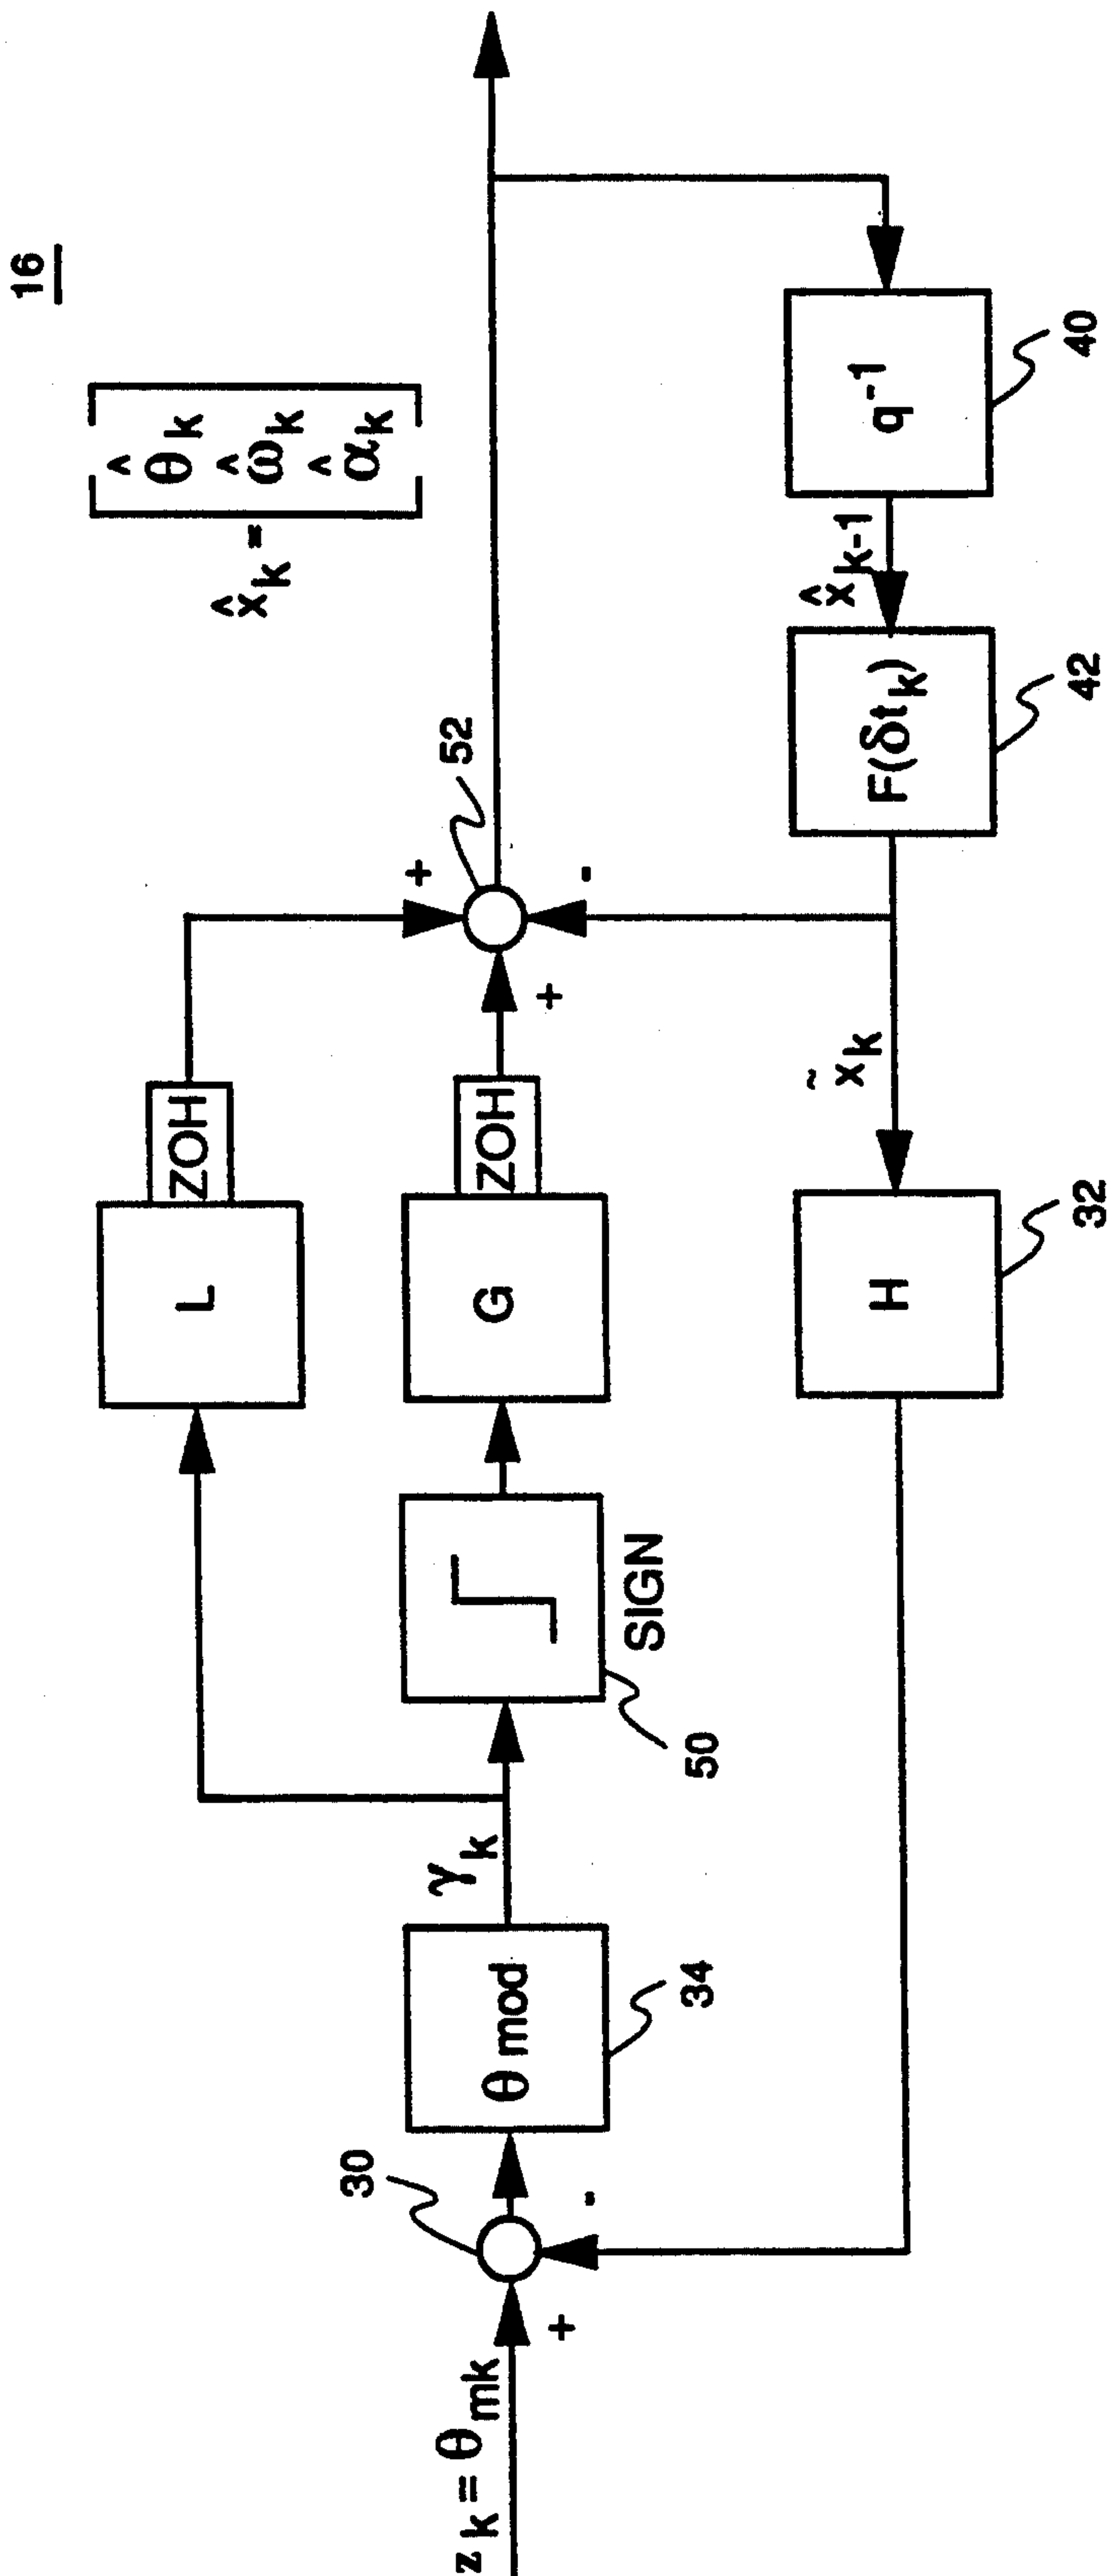 16
x̂k = [ θ̂k
ω̂k
α̂k ]
L
ZOH
52
+
zk = θmk
+
30
-
θ mod
34
γk
50
SIGN
G
ZOH
+
-
H
32
x̃k
F(δtk)
42
x̂k-1
q-1
40